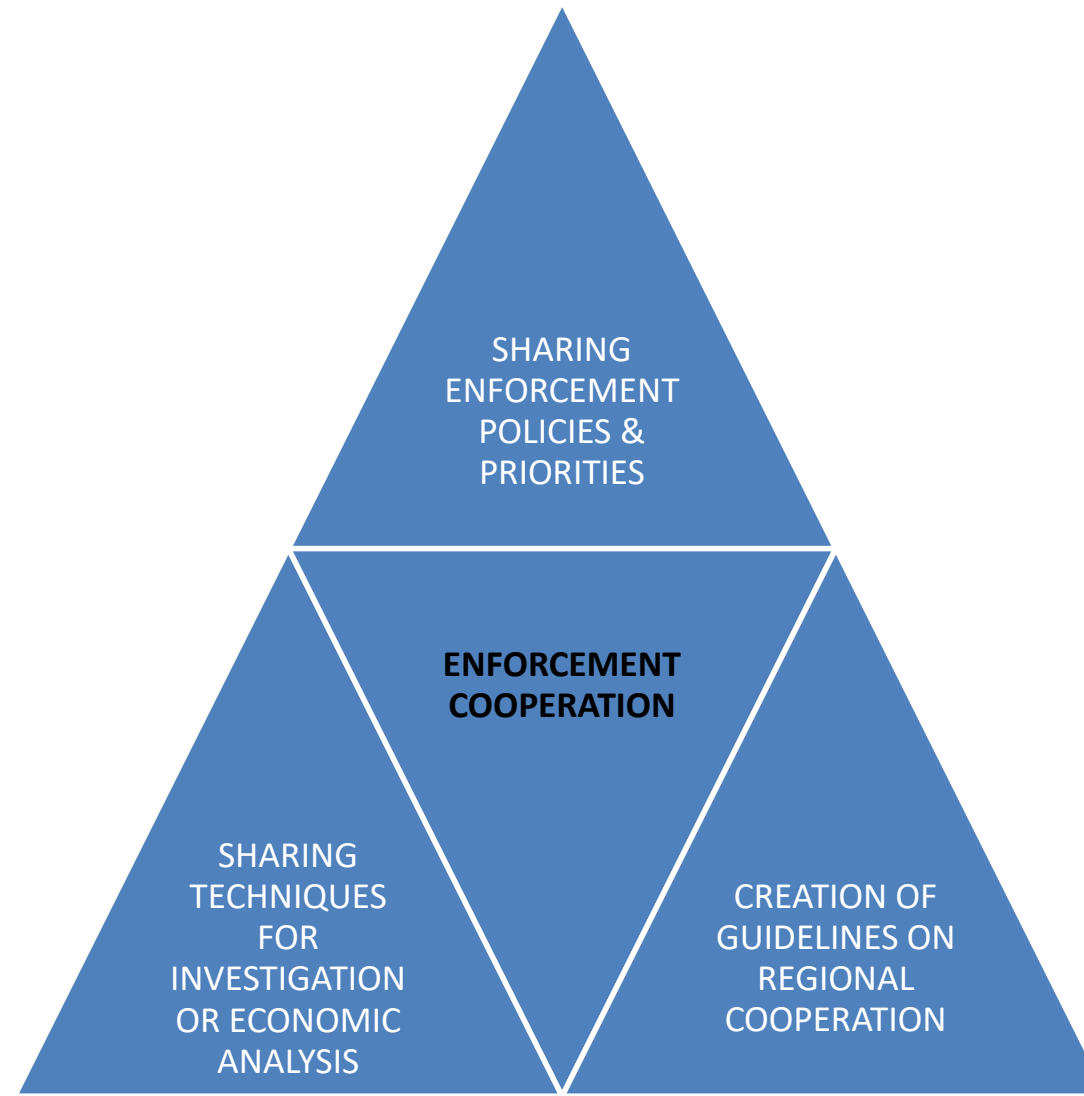 SHARING
ENFORCEMENT
POLICIES &
PRIORITIES
ENFORCEMENT
COOPERATION
SHARING
TECHNIQUES
FOR
INVESTIGATION
OR ECONOMIC
ANALYSIS
CREATION OF
GUIDELINES ON
REGIONAL
COOPERATION